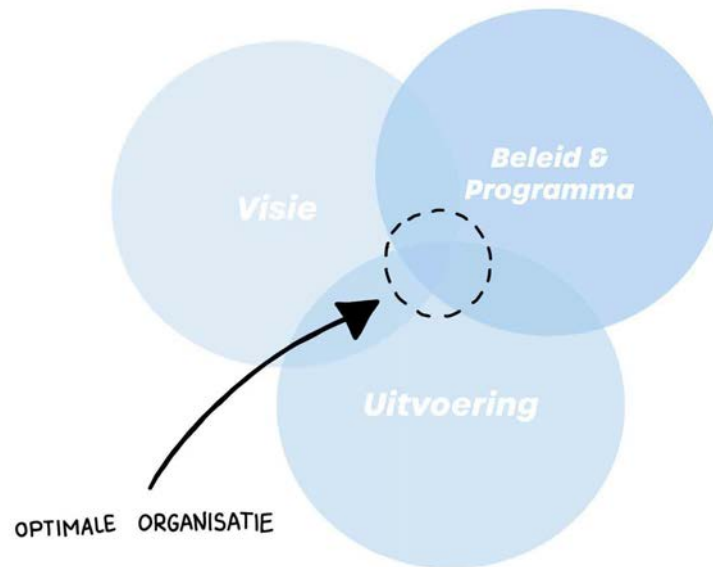 Beleid &
Programma
Visie
Uitvoering
OPTIMALE ORGANISATIE